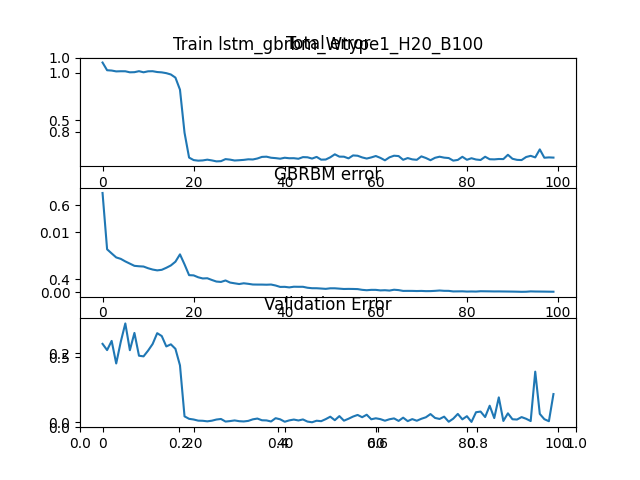 Train lstm_gbrbm_Wtype1_H20_B100
Total error
1.0
1.0
0.5
0.8
0 20 40 60 80 100
GBRBM error
0.6
0.01
0.4
0.00
0 20 40 60 80 100
Validation Error
0.2
0.5
0.0
0.0
0.0 0 0.2 20 0.4 40 0.6 60 80 0.8 100 1.0